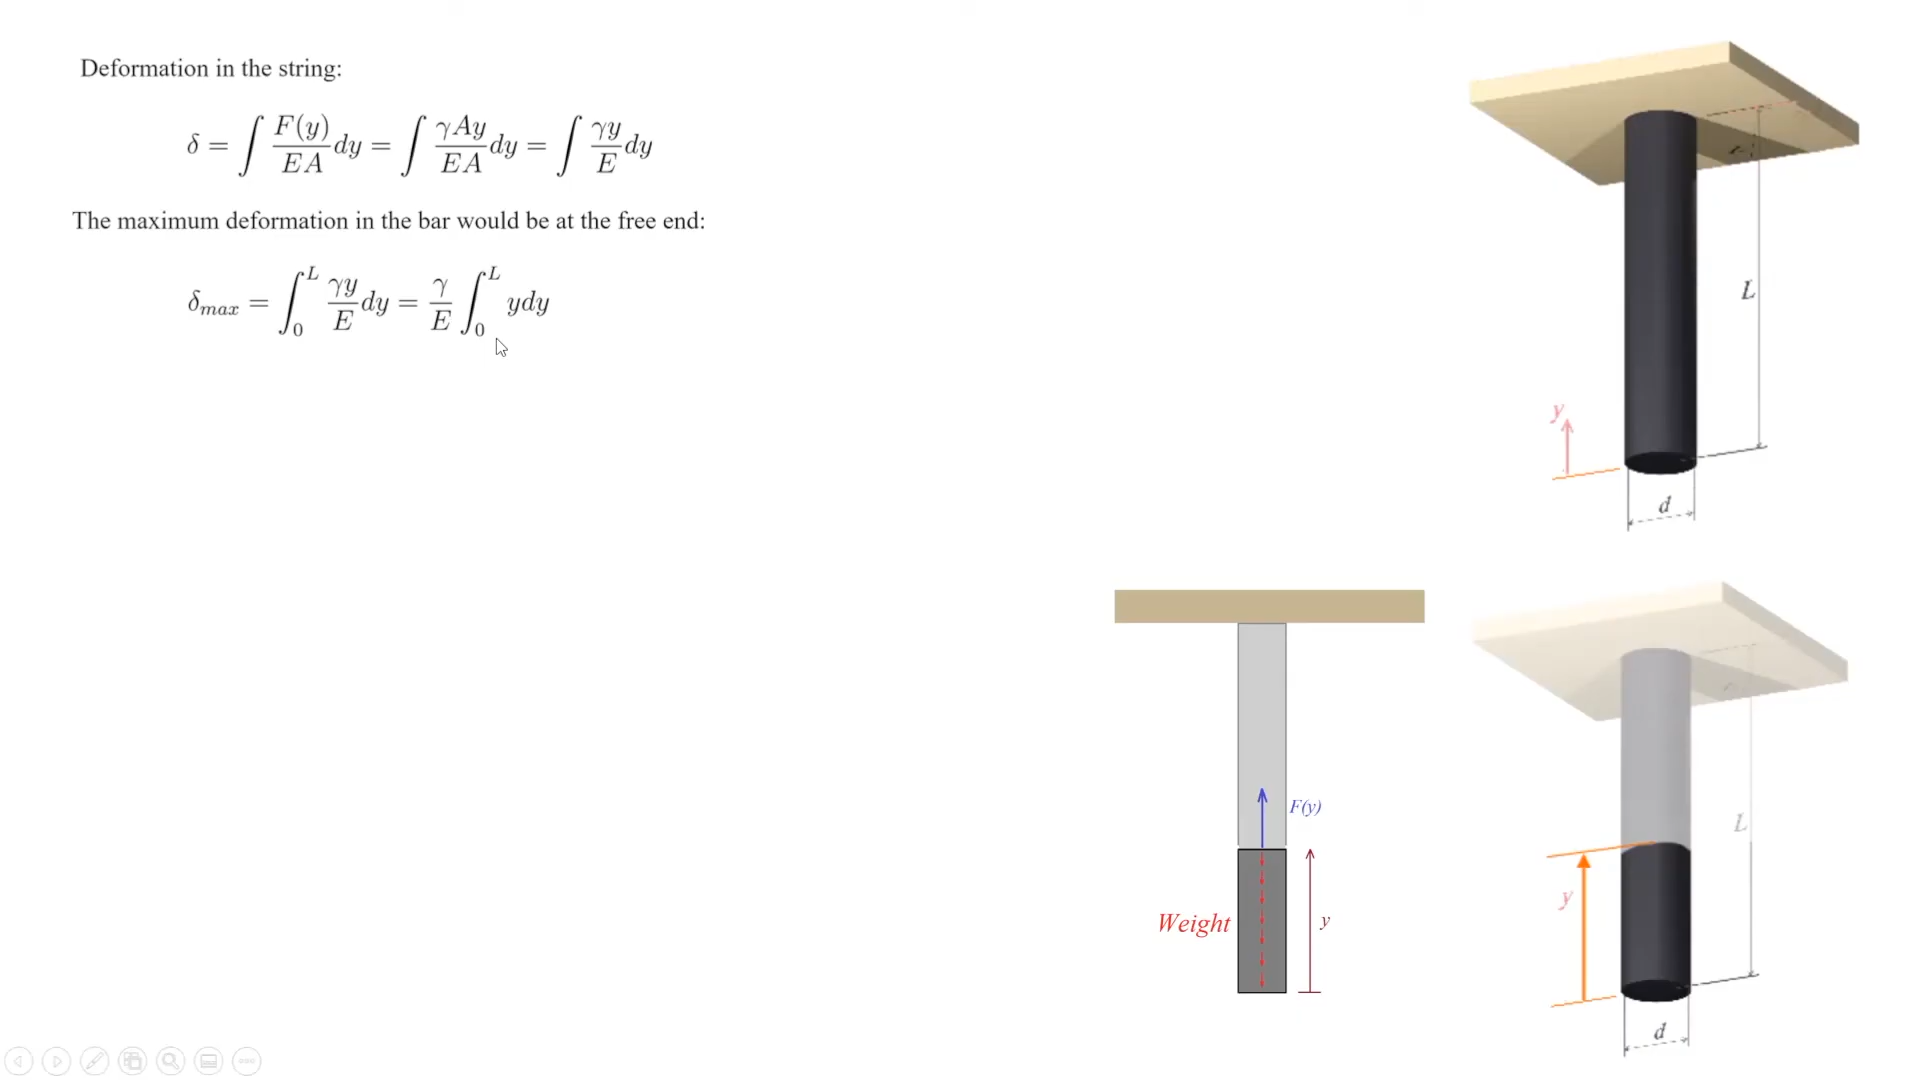 Deformation in the string:
δ = ∫ F(y)/EA dy = ∫ γAy/EA dy = ∫ γy/E dy
The maximum deformation in the bar would be at the free end:
δ_max = ∫_0^L γy/E dy = γ/E ∫_0^L ydy
L
y
d
F(y)
Weight
y
L
y
d